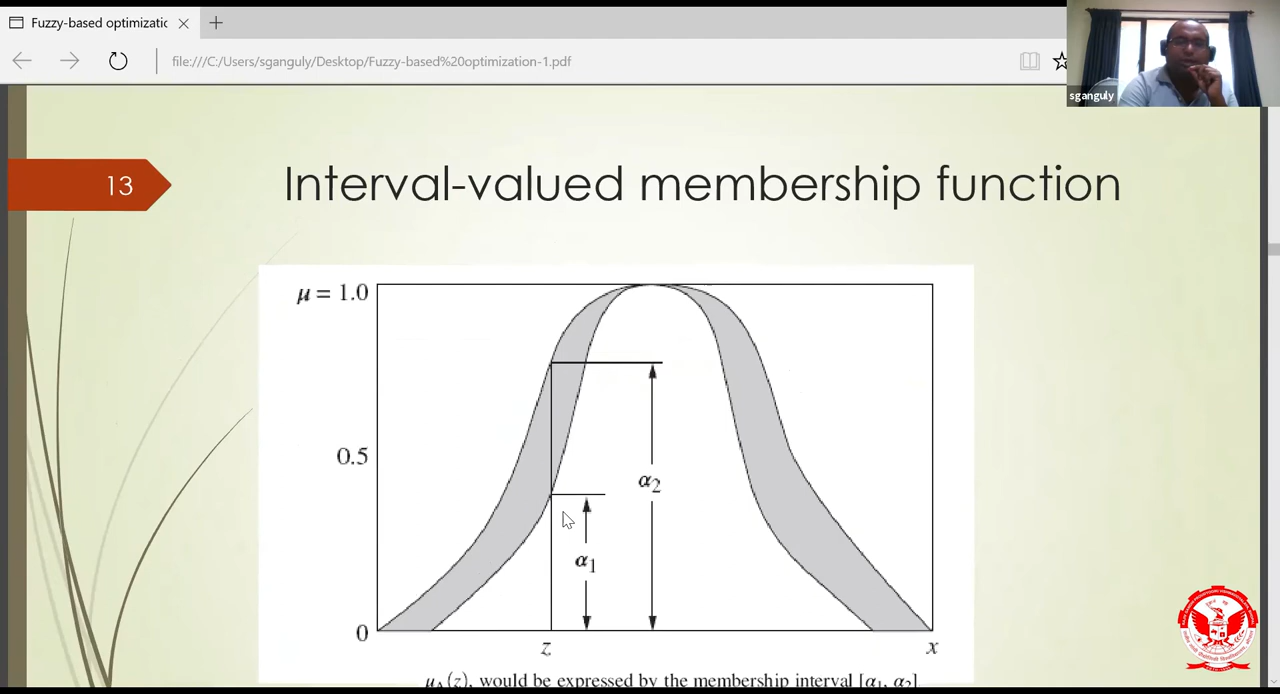 Fuzzy-based optimizatic
file:///C:/Users/sganguly/Desktop/Fuzzy-based%20optimization-1.pdf
sganguly
13
Interval-valued membership function
μ = 1.0
0.5
0
α2
α1
z
x
μA(z), would be expressed by the membership interval [α1, α2].